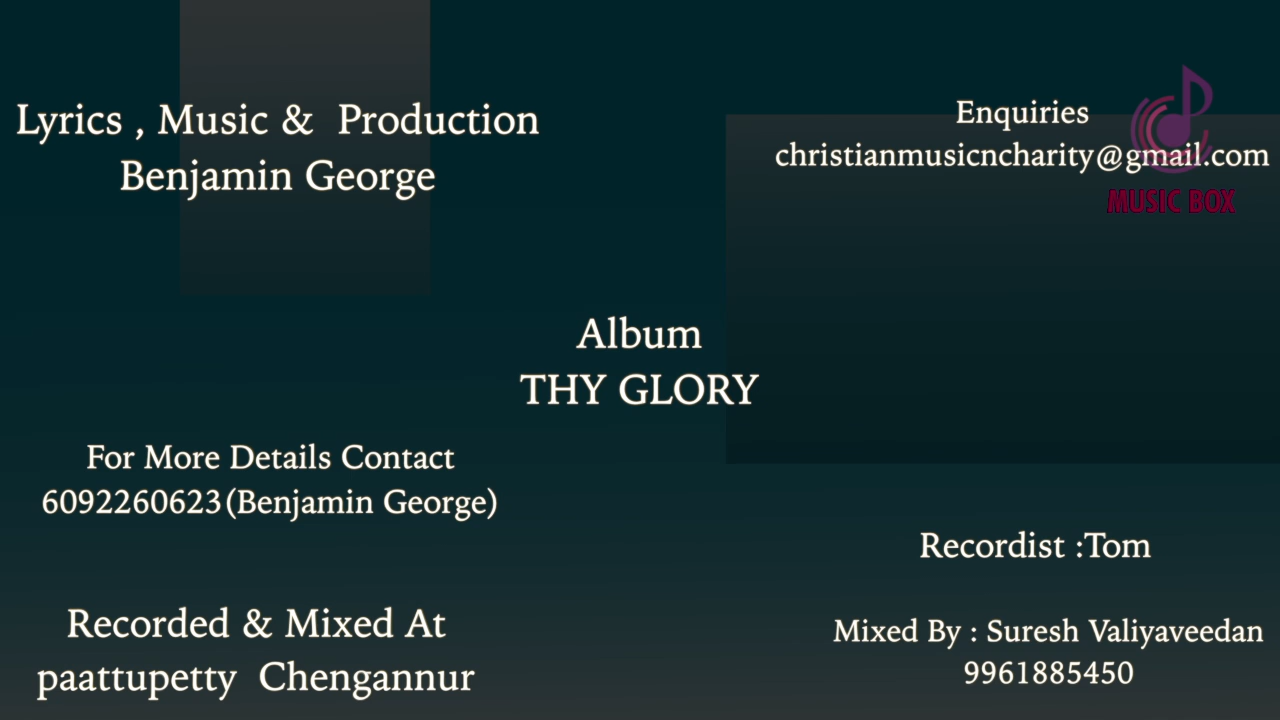 Lyrics , Music & Production
Benjamin George
Enquiries
christianmusicncharity@gmail.com
MUSIC BOX
Album
THY GLORY
For More Details Contact
6092260623(Benjamin George)
Recordist :Tom
Recorded & Mixed At
paattupetty Chengannur
Mixed By : Suresh Valiyaveedan
9961885450